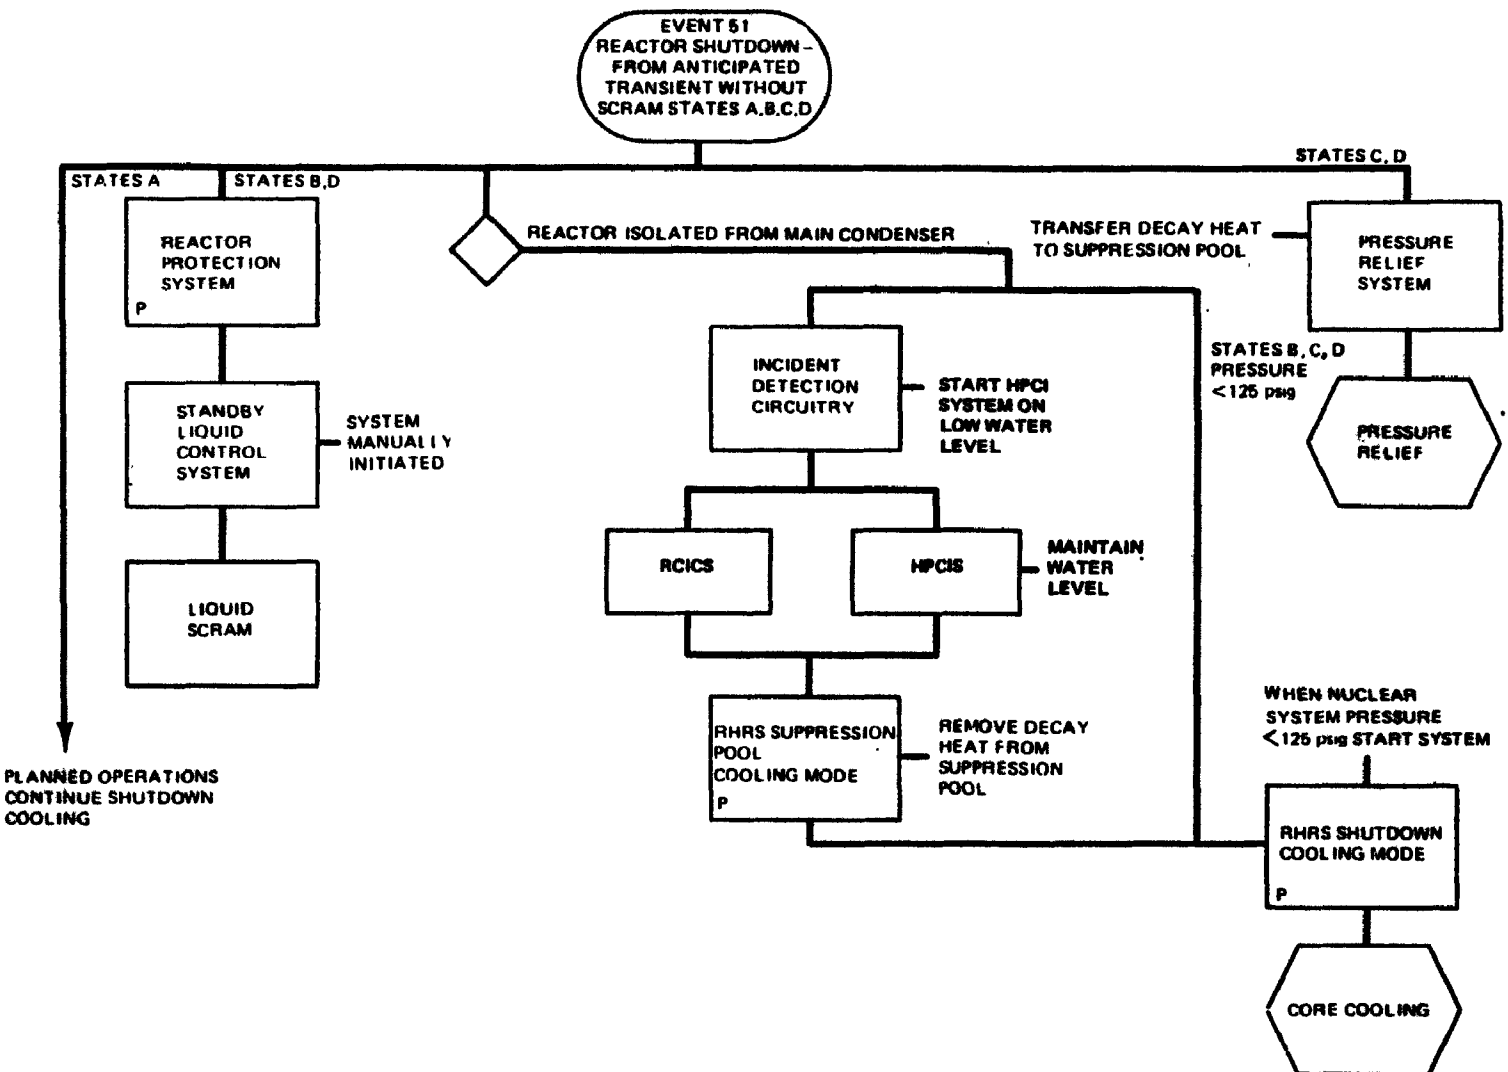 EVENT 51
REACTOR SHUTDOWN–
FROM ANTICIPATED
TRANSIENT WITHOUT
SCRAM STATES A.B.C.D
STATES A
STATES B,D
STATES C, D
REACTOR
PROTECTION
SYSTEM
P
STANDBY
LIQUID
CONTROL
SYSTEM
SYSTEM
MANUALLY
INITIATED
LIQUID
SCRAM
PLANNED OPERATIONS
CONTINUE SHUTDOWN
COOLING
REACTOR ISOLATED FROM MAIN CONDENSER
INCIDENT
DETECTION
CIRCUITRY
START HPCI
SYSTEM ON
LOW WATER
LEVEL
RCICS
HPCIS
MAINTAIN
WATER
LEVEL
RHRS SUPPRESSION
POOL
COOLING MODE
P
REMOVE DECAY
HEAT FROM
SUPPRESSION
POOL
TRANSFER DECAY HEAT
TO SUPPRESSION POOL
PRESSURE
RELIEF
SYSTEM
STATES B, C, D
PRESSURE
<125 psig
PRESSURE
RELIEF
WHEN NUCLEAR
SYSTEM PRESSURE
<125 psig START SYSTEM
RHRS SHUTDOWN
COOLING MODE
P
CORE COOLING